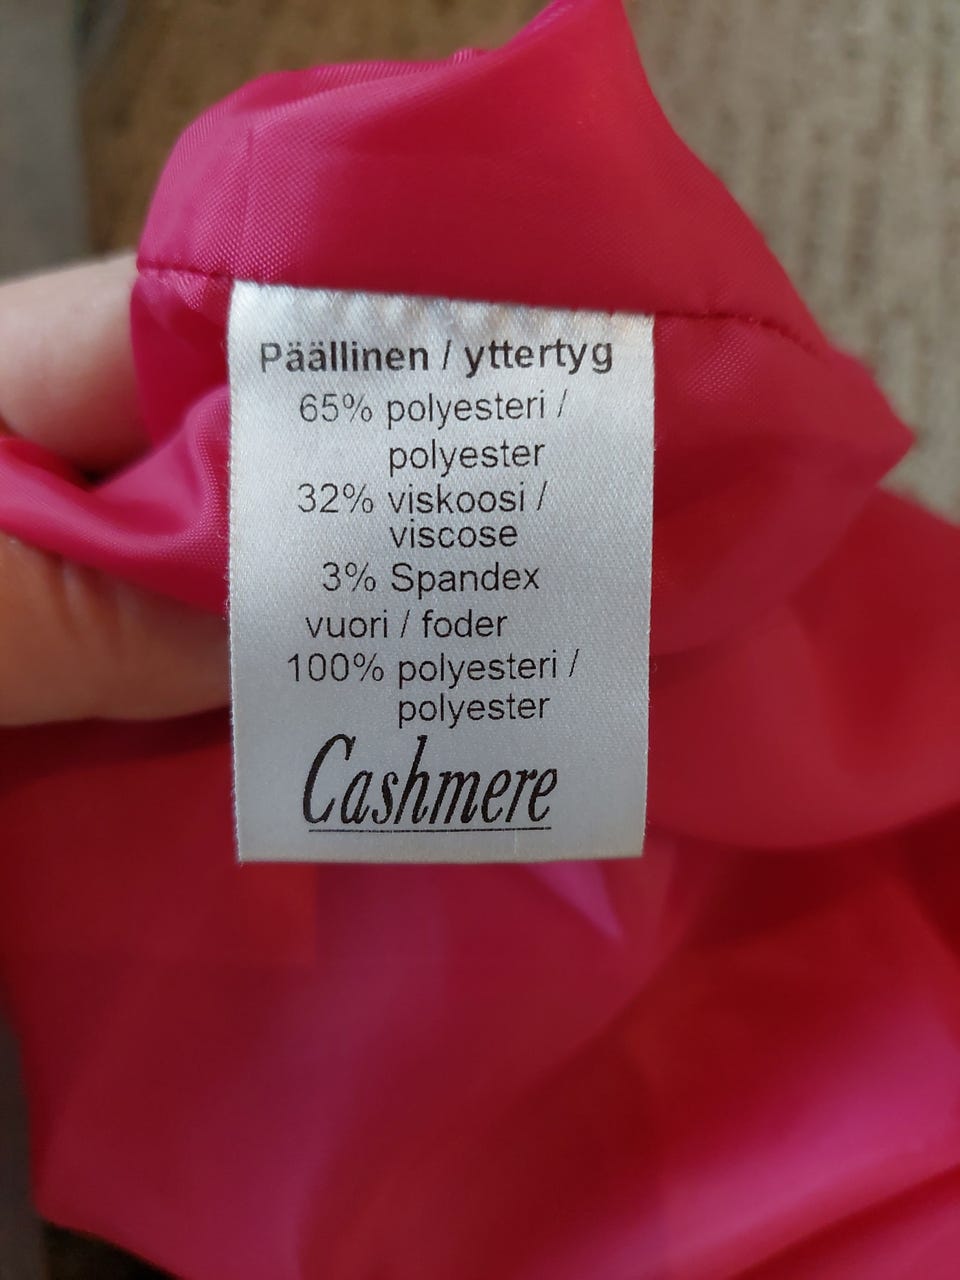 Päällinen / yttertyg
65% polyesteri /
polyester
32% viskoosi /
viscose
3% Spandex
vuori / foder
100% polyesteri /
polyester
Cashmere